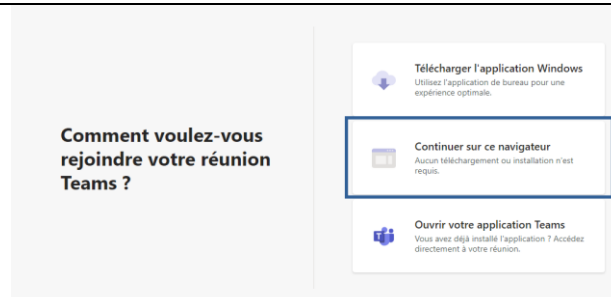 Comment voulez-vous
rejoindre votre réunion
Teams ?
Télécharger l'application Windows
Utilisez l'application de bureau pour une
expérience optimale.
Continuer sur ce navigateur
Aucun téléchargement ou installation n'est
requis.
Ouvrir votre application Teams
Vous avez déjà installé l'application ? Accédez
directement à votre réunion.